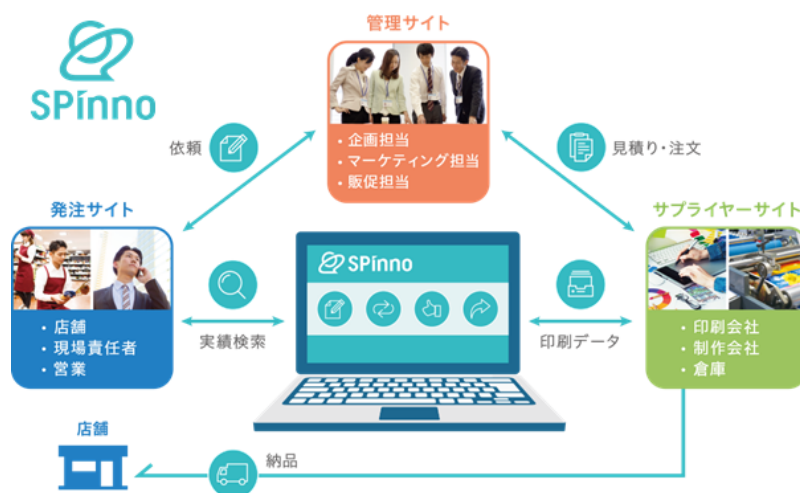 管理サイト
SPinno
・企画担当
・マーケティング担当
・販促担当
依頼
見積り・注文
発注サイト
サプライヤーサイト
SPinno
・店舗
・現場責任者
・営業
実績検索
印刷データ
・印刷会社
・制作会社
・倉庫
店舗
納品